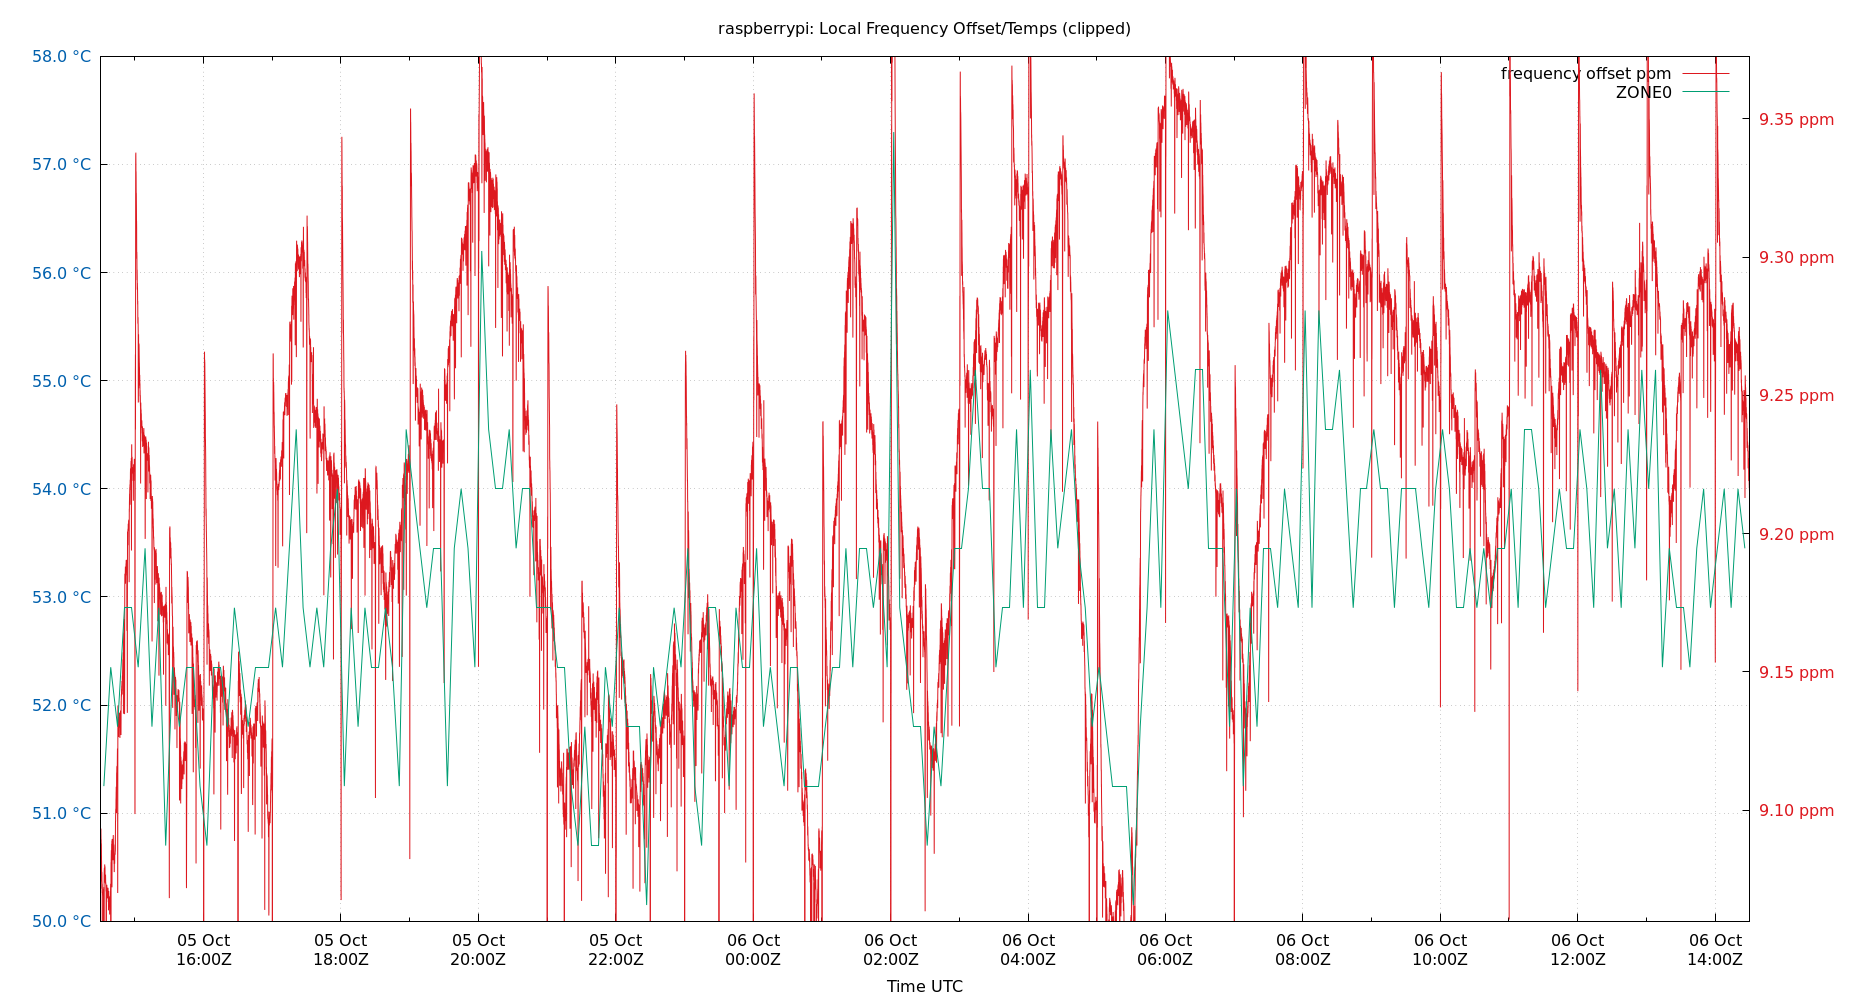 raspberrypi: Local Frequency Offset/Temps (clipped)
58.0 °C
57.0 °C
56.0 °C
55.0 °C
54.0 °C
53.0 °C
52.0 °C
51.0 °C
50.0 °C
frequency offset ppm
ZONE0
9.35 ppm
9.30 ppm
9.25 ppm
9.20 ppm
9.15 ppm
9.10 ppm
05 Oct 05 Oct 05 Oct 05 Oct 06 Oct 06 Oct 06 Oct 06 Oct 06 Oct 06 Oct 06 Oct 06 Oct
16:00Z 18:00Z 20:00Z 22:00Z 00:00Z 02:00Z 04:00Z 06:00Z 08:00Z 10:00Z 12:00Z 14:00Z
Time UTC